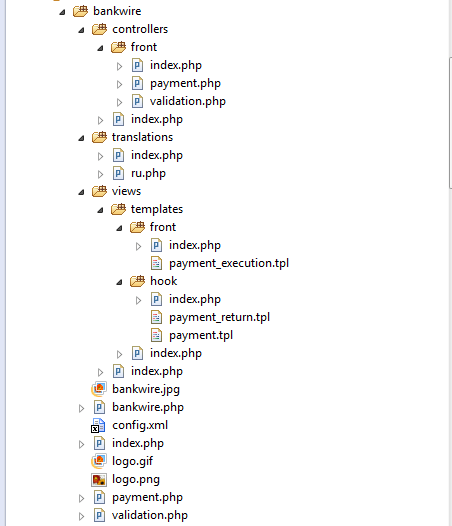 bankwire
controllers
front
index.php
payment.php
validation.php
index.php
translations
index.php
ru.php
views
templates
front
index.php
payment_execution.tpl
hook
index.php
payment_return.tpl
payment.tpl
index.php
index.php
bankwire.jpg
bankwire.php
config.xml
index.php
logo.gif
logo.png
payment.php
validation.php